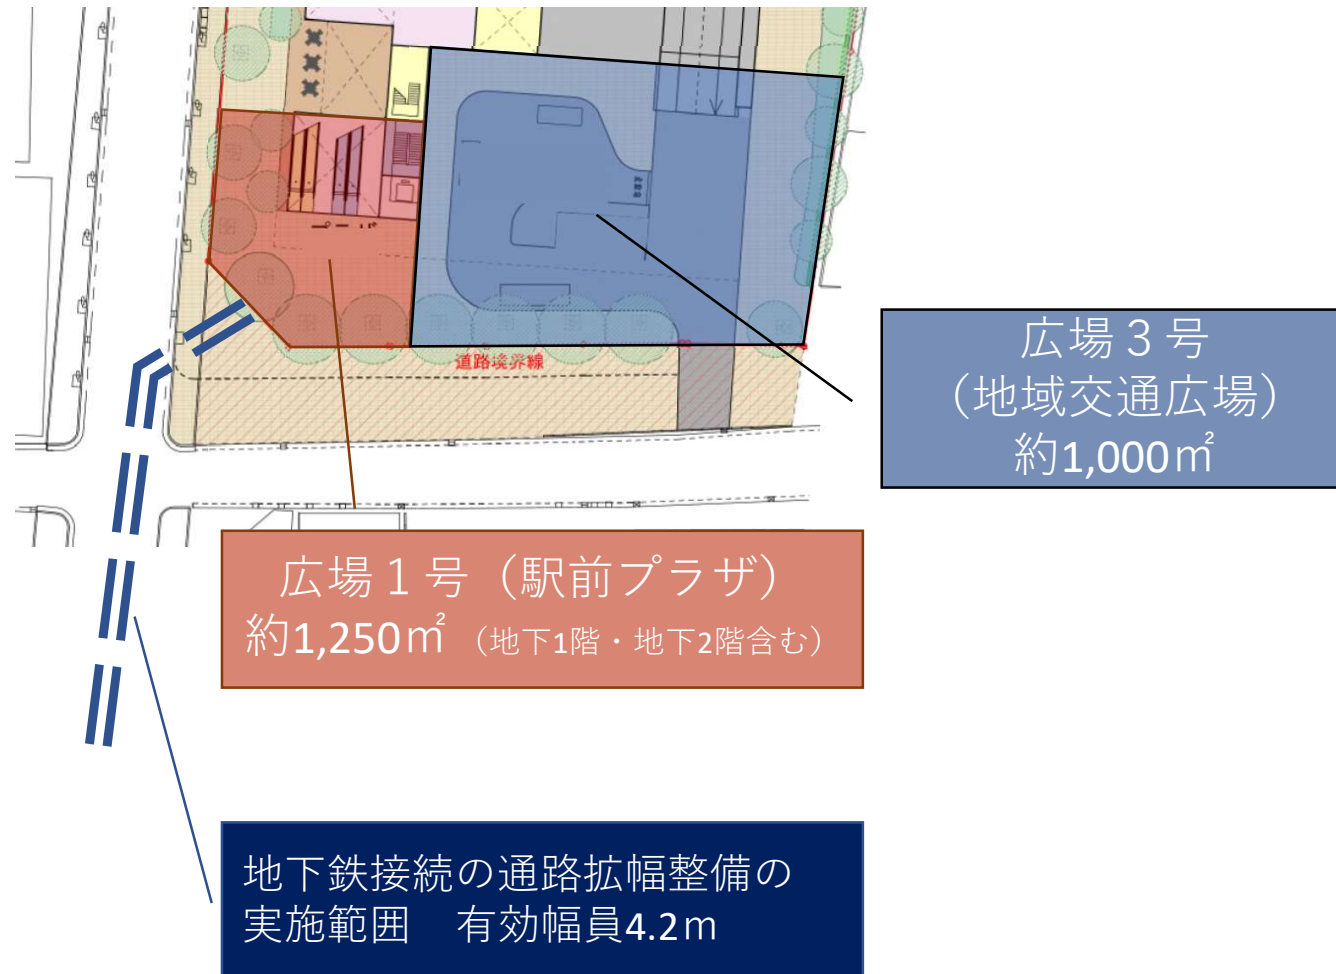 道路境界線
広場３号
（地域交通広場）
約1,000㎡
広場１号（駅前プラザ）
約1,250㎡（地下1階・地下2階含む）
地下鉄接続の通路拡幅整備の
実施範囲　有効幅員4.2ｍ